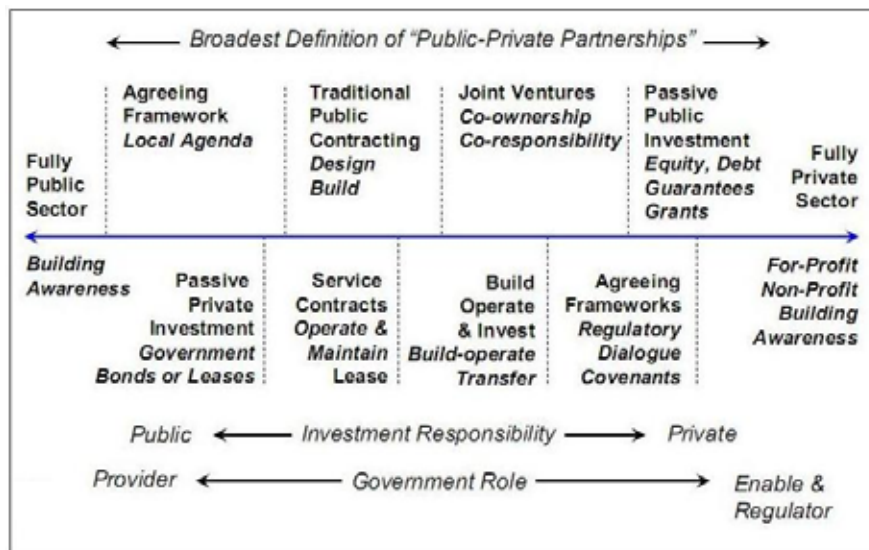 Broadest Definition of “Public-Private Partnerships”
Fully
Public
Sector
Agreeing
Framework
Local Agenda
Traditional
Public
Contracting
Design
Build
Joint Ventures
Co-ownership
Co-responsibility
Passive
Public
Investment
Equity, Debt
Guarantees
Grants
Fully
Private
Sector
Building
Awareness
Passive
Private
Investment
Government
Bonds or Leases
Service
Contracts
Operate &
Maintain
Lease
Build
Operate
& Invest
Build-operate
Transfer
Agreeing
Frameworks
Regulatory
Dialogue
Covenants
For-Profit
Non-Profit
Building
Awareness
Public Investment Responsibility Private
Provider Government Role Enable &
Regulator